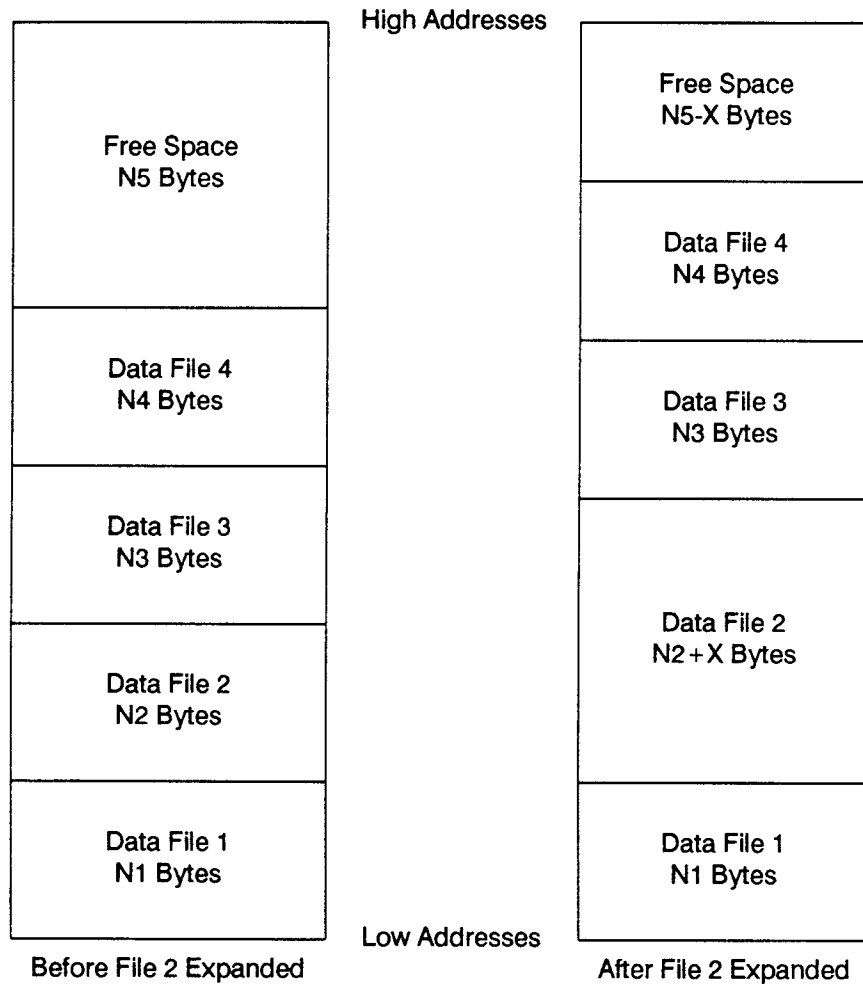 High Addresses
Free Space
N5 Bytes
Data File 4
N4 Bytes
Data File 3
N3 Bytes
Data File 2
N2 Bytes
Data File 1
N1 Bytes
Before File 2 Expanded
Free Space
N5-X Bytes
Data File 4
N4 Bytes
Data File 3
N3 Bytes
Data File 2
N2+X Bytes
Data File 1
N1 Bytes
Low Addresses
After File 2 Expanded